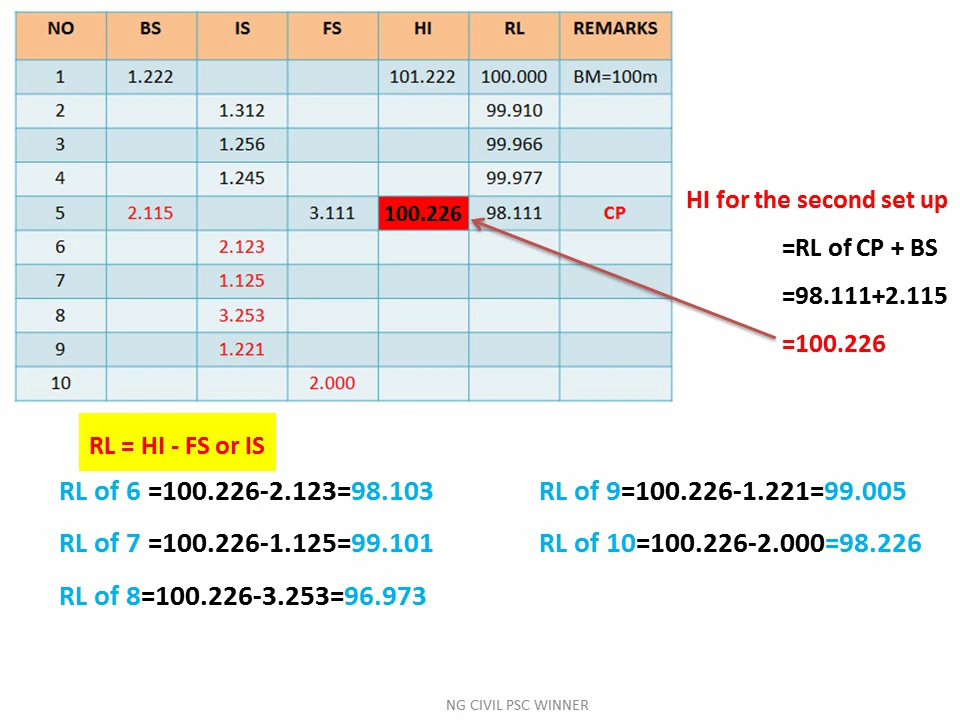 NO BS IS FS HI RL REMARKS
1 1.222 101.222 100.000 BM=100m
2 1.312 99.910
3 1.256 99.966
4 1.245 99.977
5 2.115 3.111 100.226 98.111 CP
6 2.123
7 1.125
8 3.253
9 1.221
10 2.000
HI for the second set up
=RL of CP + BS
=98.111+2.115
=100.226
RL = HI - FS or IS
RL of 6 =100.226-2.123=98.103
RL of 7 =100.226-1.125=99.101
RL of 8=100.226-3.253=96.973
RL of 9=100.226-1.221=99.005
RL of 10=100.226-2.000=98.226
NG CIVIL PSC WINNER